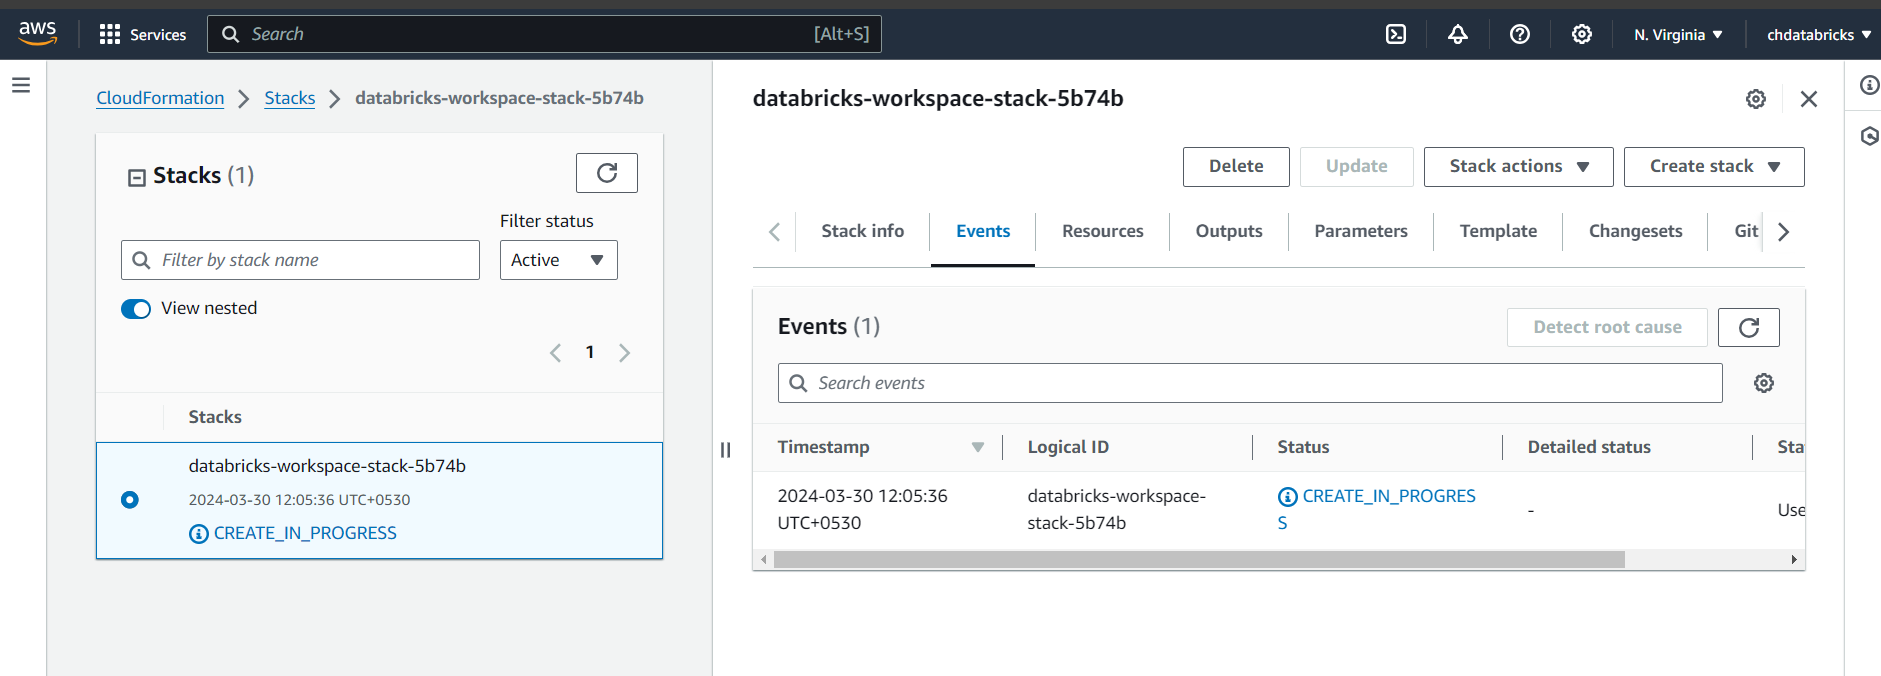 aws
Services
Search [Alt+S]
N. Virginia
chdatabricks
CloudFormation
Stacks
databricks-workspace-stack-5b74b
Stacks (1)
Filter status
Filter by stack name
Active
View nested
1
Stacks
databricks-workspace-stack-5b74b
2024-03-30 12:05:36 UTC+0530
CREATE_IN_PROGRESS
databricks-workspace-stack-5b74b
Delete
Update
Stack actions
Create stack
Stack info
Events
Resources
Outputs
Parameters
Template
Changesets
Git
Events (1)
Detect root cause
Search events
Timestamp
Logical ID
Status
Detailed status
Sta
2024-03-30 12:05:36
UTC+0530
databricks-workspace-
stack-5b74b
CREATE_IN_PROGRES
S
-
Use